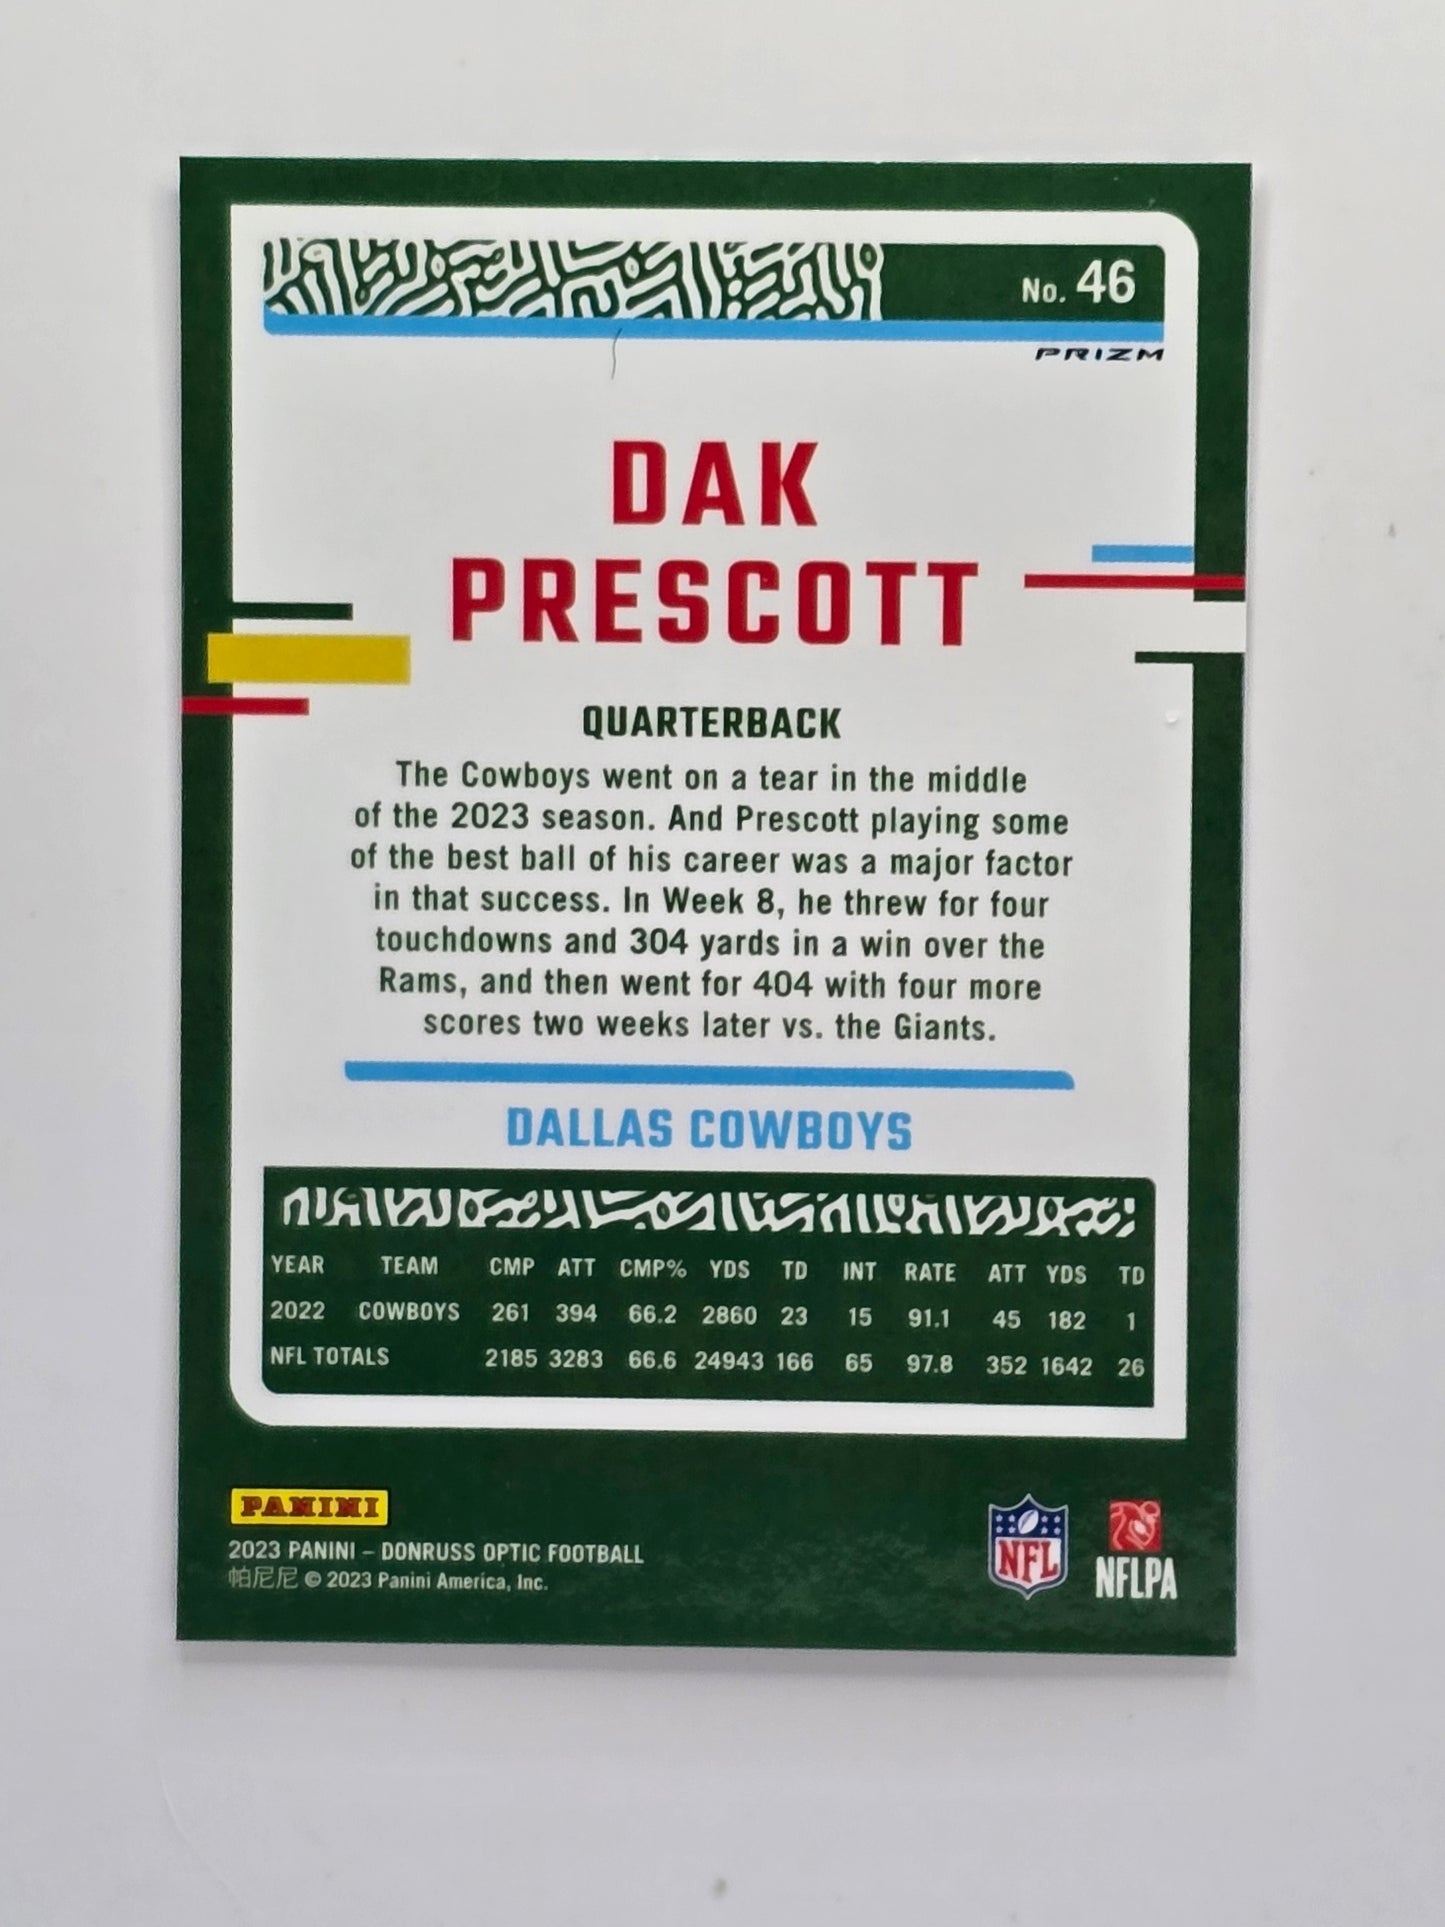 No. 46
PRIZM
DAK
PRESCOTT
QUARTERBACK
The Cowboys went on a tear in the middle
of the 2023 season. And Prescott playing some
of the best ball of his career was a major factor
in that success. In Week 8, he threw for four
touchdowns and 304 yards in a win over the
Rams, and then went for 404 with four more
scores two weeks later vs. the Giants.
DALLAS COWBOYS
YEAR TEAM CMP ATT CMP% YDS TD INT RATE ATT YDS TD
2022 COWBOYS 261 394 66.2 2860 23 15 91.1 45 182 1
NFL TOTALS 2185 3283 66.6 24943 166 65 97.8 352 1642 26
PANINI
2023 PANINI – DONRUSS OPTIC FOOTBALL
帕尼尼 © 2023 Panini America, Inc.
NFL
NFLPA